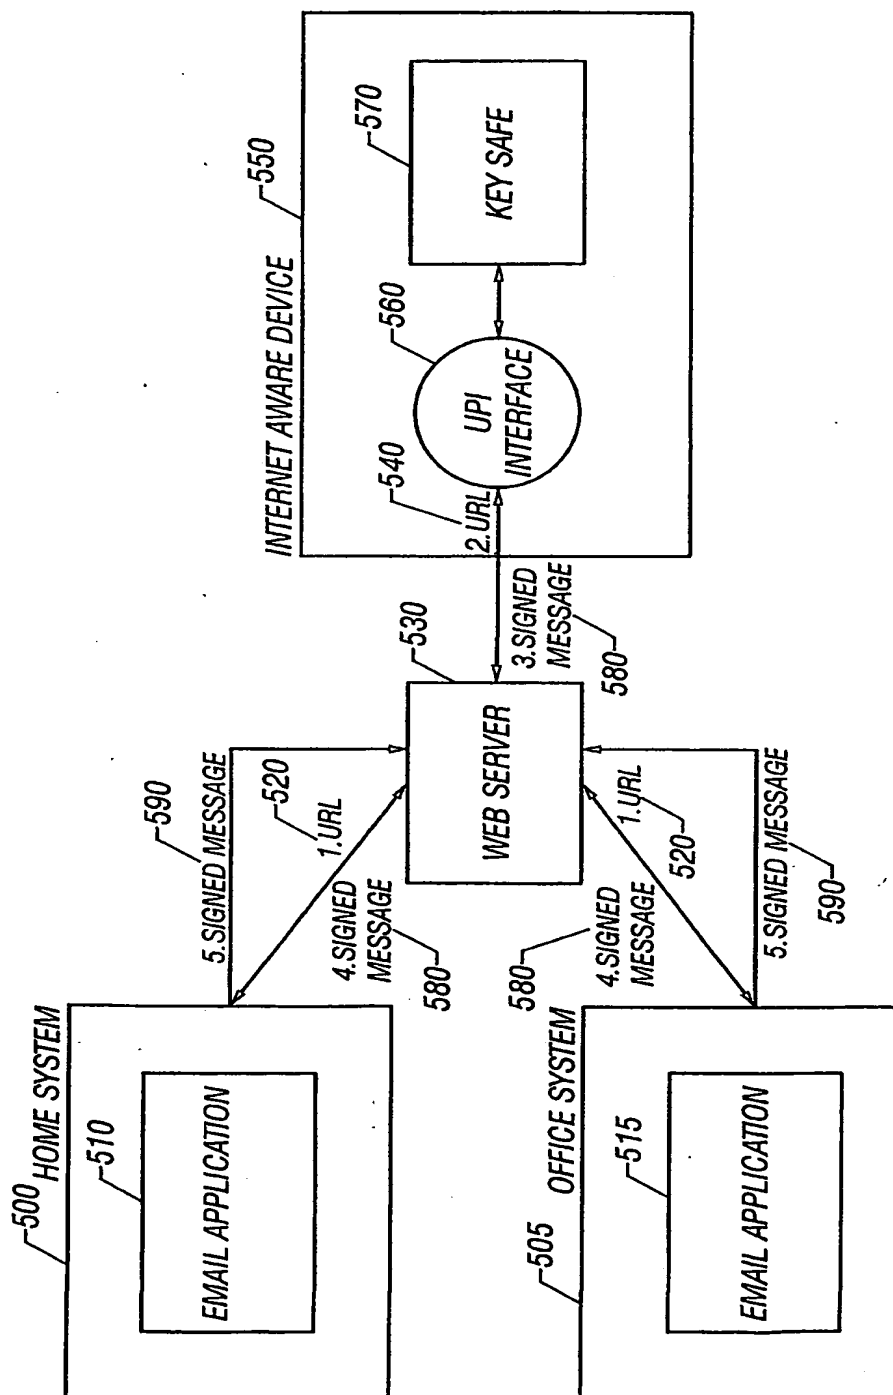 500
HOME SYSTEM
510
EMAIL APPLICATION
590
5.SIGNED MESSAGE
520
1.URL
4.SIGNED
MESSAGE
580
530
WEB SERVER
505
OFFICE SYSTEM
515
EMAIL APPLICATION
580
4.SIGNED
MESSAGE
1.URL
520
5.SIGNED MESSAGE
590
INTERNET AWARE DEVICE
550
540
2.URL
3.SIGNED
MESSAGE
580
560
UPI
INTERFACE
570
KEY SAFE